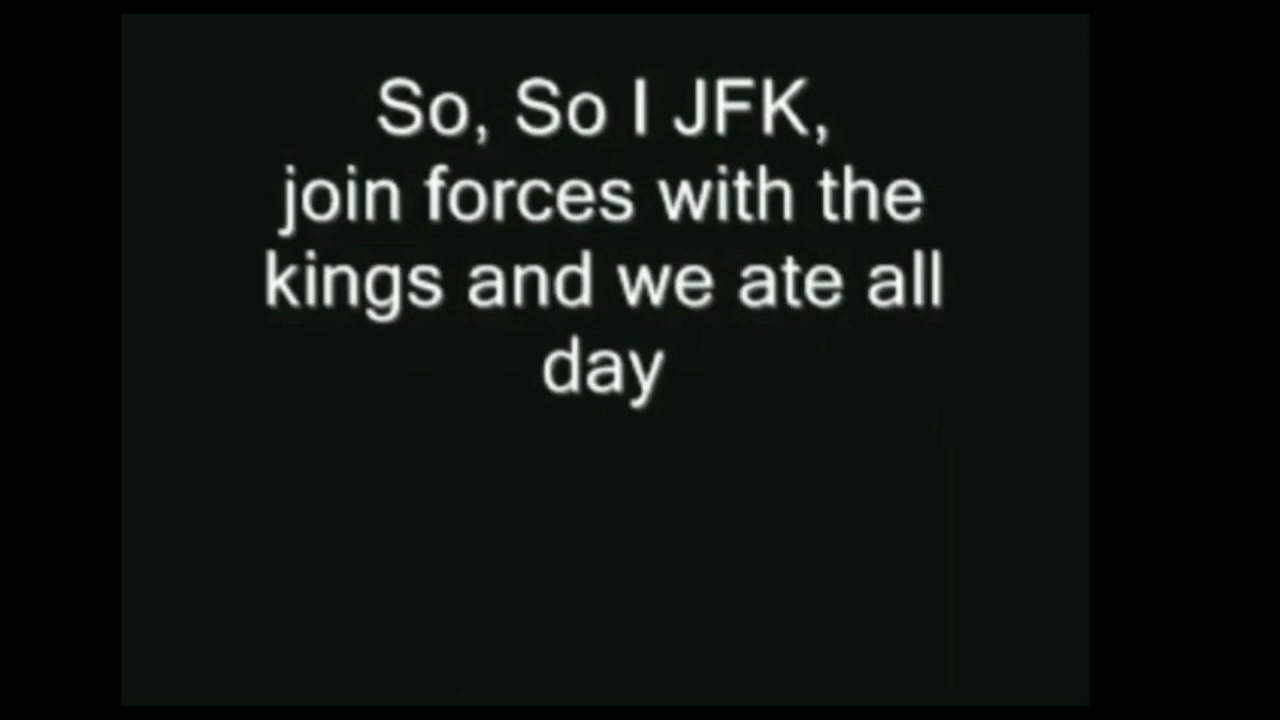 So, So I JFK,
join forces with the
kings and we ate all
day